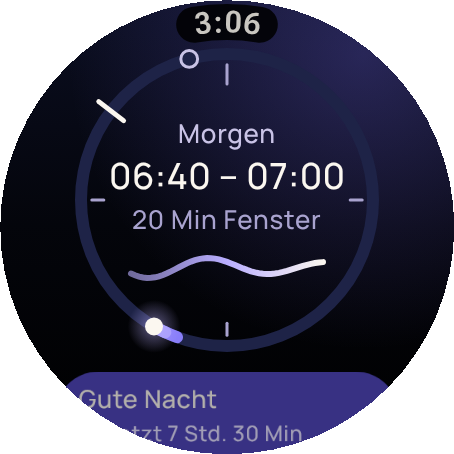 3:06
Morgen
06:40 – 07:00
20 Min Fenster
Gute Nacht
7 Std. 30 Min